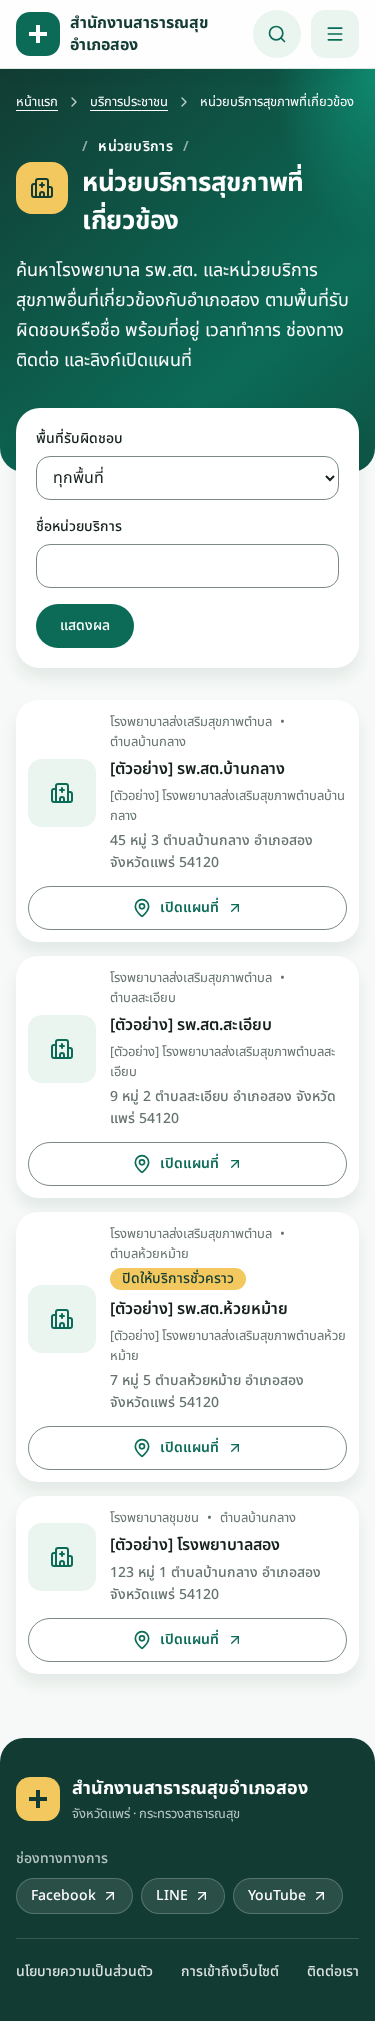 สำนักงานสาธารณสุข
อำเภอสอง
หน้าแรก > บริการประชาชน > หน่วยบริการสุขภาพที่เกี่ยวข้อง
/ หน่วยบริการ /
หน่วยบริการสุขภาพที่
เกี่ยวข้อง
ค้นหาโรงพยาบาล รพ.สต. และหน่วยบริการ
สุขภาพอื่นที่เกี่ยวข้องกับอำเภอสอง ตามพื้นที่รับ
ผิดชอบหรือชื่อ พร้อมที่อยู่ เวลาทำการ ช่องทาง
ติดต่อ และลิงก์เปิดแผนที่
พื้นที่รับผิดชอบ
ทุกพื้นที่
ชื่อหน่วยบริการ
แสดงผล
โรงพยาบาลส่งเสริมสุขภาพตำบล •
ตำบลบ้านกลาง
[ตัวอย่าง] รพ.สต.บ้านกลาง
[ตัวอย่าง] โรงพยาบาลส่งเสริมสุขภาพตำบลบ้าน
กลาง
45 หมู่ 3 ตำบลบ้านกลาง อำเภอสอง
จังหวัดแพร่ 54120
เปิดแผนที่
โรงพยาบาลส่งเสริมสุขภาพตำบล •
ตำบลสะเอียบ
[ตัวอย่าง] รพ.สต.สะเอียบ
[ตัวอย่าง] โรงพยาบาลส่งเสริมสุขภาพตำบลสะ
เอียบ
9 หมู่ 2 ตำบลสะเอียบ อำเภอสอง จังหวัด
แพร่ 54120
เปิดแผนที่
โรงพยาบาลส่งเสริมสุขภาพตำบล •
ตำบลห้วยหม้าย
ปิดให้บริการชั่วคราว
[ตัวอย่าง] รพ.สต.ห้วยหม้าย
[ตัวอย่าง] โรงพยาบาลส่งเสริมสุขภาพตำบลห้วย
หม้าย
7 หมู่ 5 ตำบลห้วยหม้าย อำเภอสอง
จังหวัดแพร่ 54120
เปิดแผนที่
โรงพยาบาลชุมชน • ตำบลบ้านกลาง
[ตัวอย่าง] โรงพยาบาลสอง
123 หมู่ 1 ตำบลบ้านกลาง อำเภอสอง
จังหวัดแพร่ 54120
เปิดแผนที่
สำนักงานสาธารณสุขอำเภอสอง
จังหวัดแพร่ · กระทรวงสาธารณสุข
ช่องทางทางการ
Facebook LINE YouTube
นโยบายความเป็นส่วนตัว การเข้าถึงเว็บไซต์ ติดต่อเรา